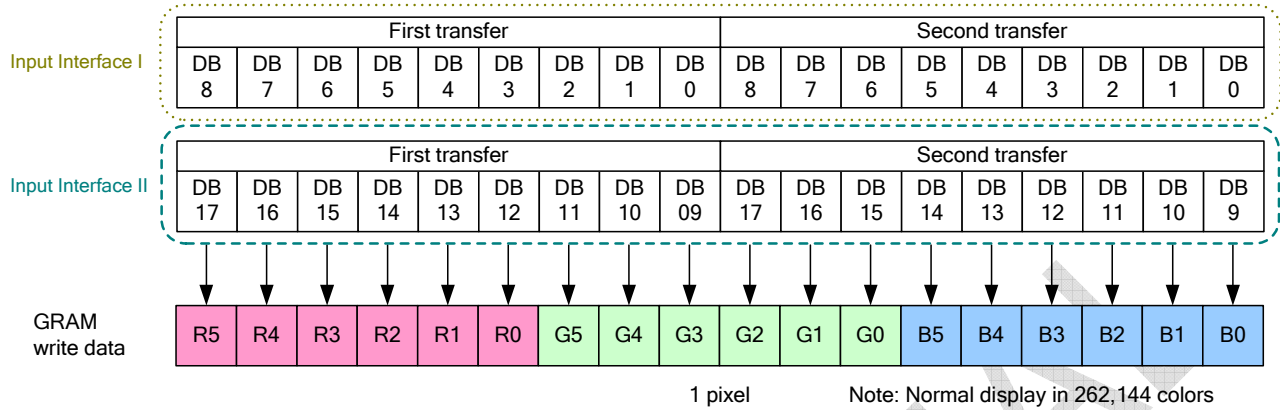 First transfer Second transfer
Input Interface I
DB 8 DB 7 DB 6 DB 5 DB 4 DB 3 DB 2 DB 1 DB 0 DB 8 DB 7 DB 6 DB 5 DB 4 DB 3 DB 2 DB 1 DB 0
First transfer Second transfer
Input Interface II
DB 17 DB 16 DB 15 DB 14 DB 13 DB 12 DB 11 DB 10 DB 09 DB 17 DB 16 DB 15 DB 14 DB 13 DB 12 DB 11 DB 10 DB 9
GRAM
write data
R5 R4 R3 R2 R1 R0 G5 G4 G3 G2 G1 G0 B5 B4 B3 B2 B1 B0
1 pixel Note: Normal display in 262,144 colors